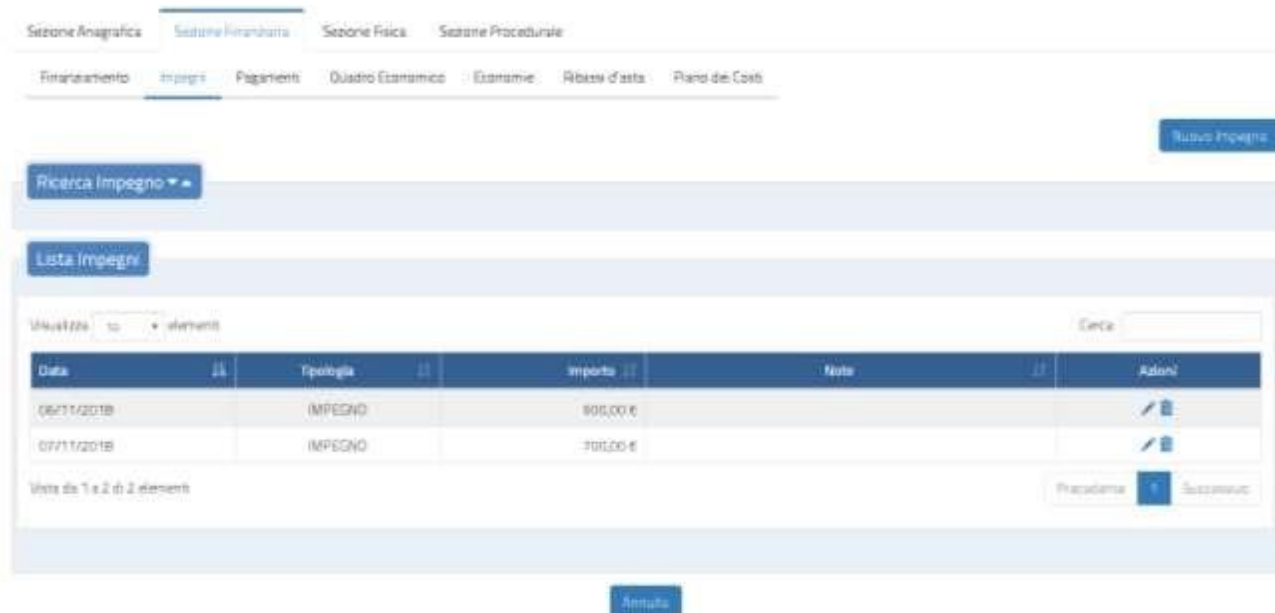 Sezione Anagrafica Sezione Finanziaria Sezione Fisica Sezione Procedurale
Finanziamento Impegni Pagamenti Quadro Economico Economie Ribassi d'asta Piano dei Costi
Nuovo Impegno
Ricerca Impegno
Lista Impegni
Visualizza 10 elementi Cerca
Data Tipologia Importo Note Azioni
06/11/2018 IMPEGNO 00,00 €
07/11/2018 IMPEGNO 700,00 €
Vista da 1 a 2 di 2 elementi Precedente 1 Successivo
Annulla